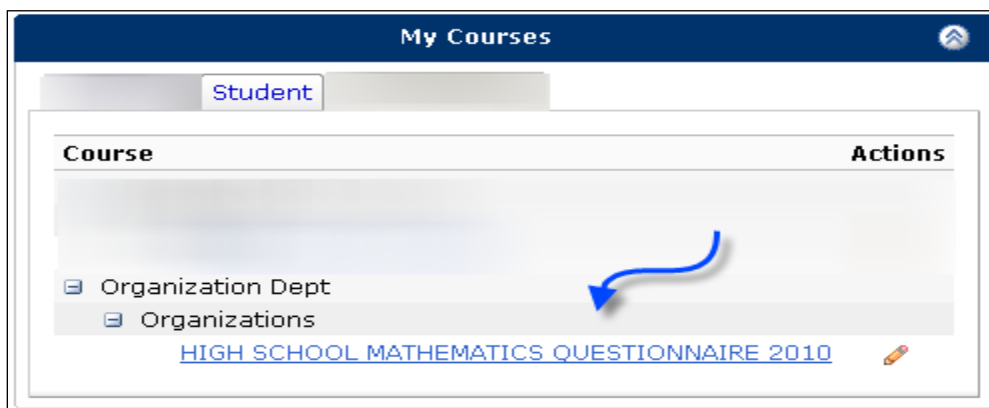 My Courses
Student
Course Actions
Organization Dept
Organizations
HIGH SCHOOL MATHEMATICS QUESTIONNAIRE 2010